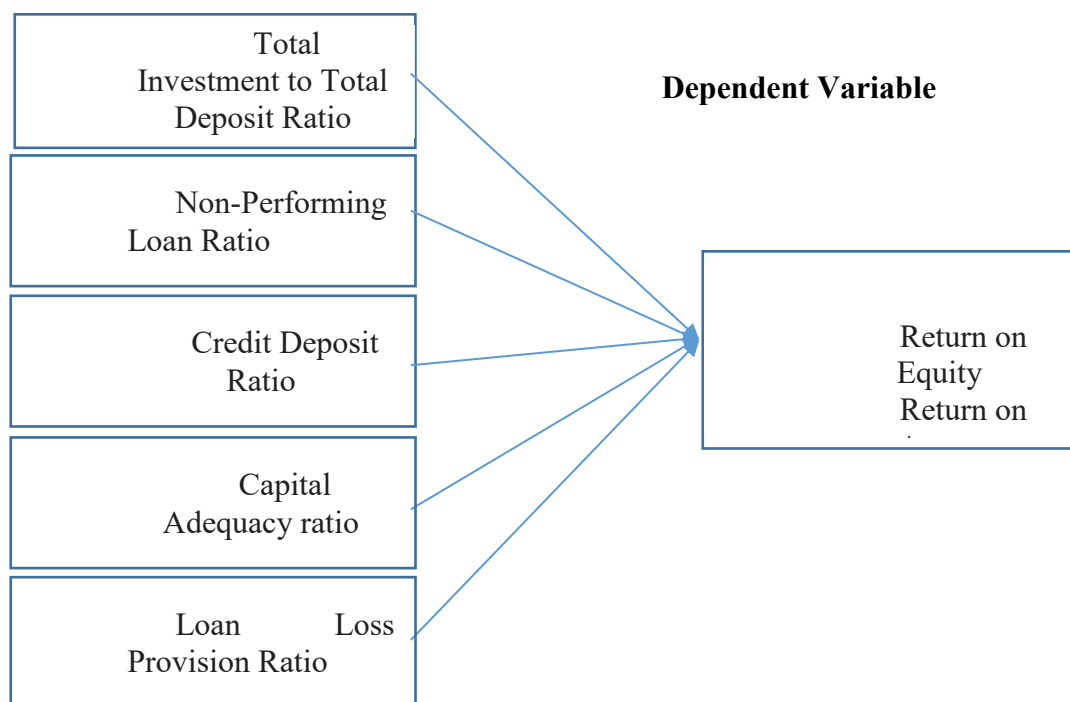 Total
Investment to Total
Deposit Ratio
Dependent Variable
Non-Performing
Loan Ratio
Credit Deposit
Ratio
Return on
Equity
Return on
Capital
Adequacy ratio
Loan Loss
Provision Ratio